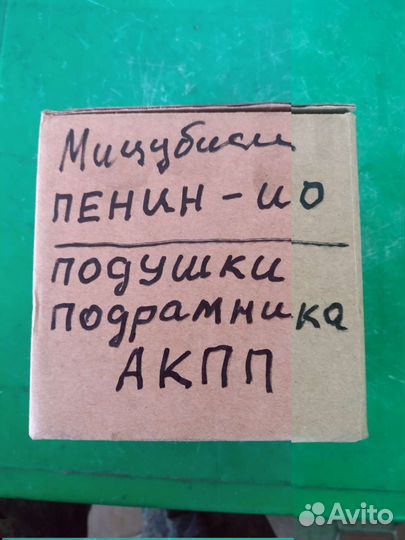 Мицубиси
ПЕНИН-ИО
ПОДУШКИ
ПОДРАМНИКА
АКПП
Avito